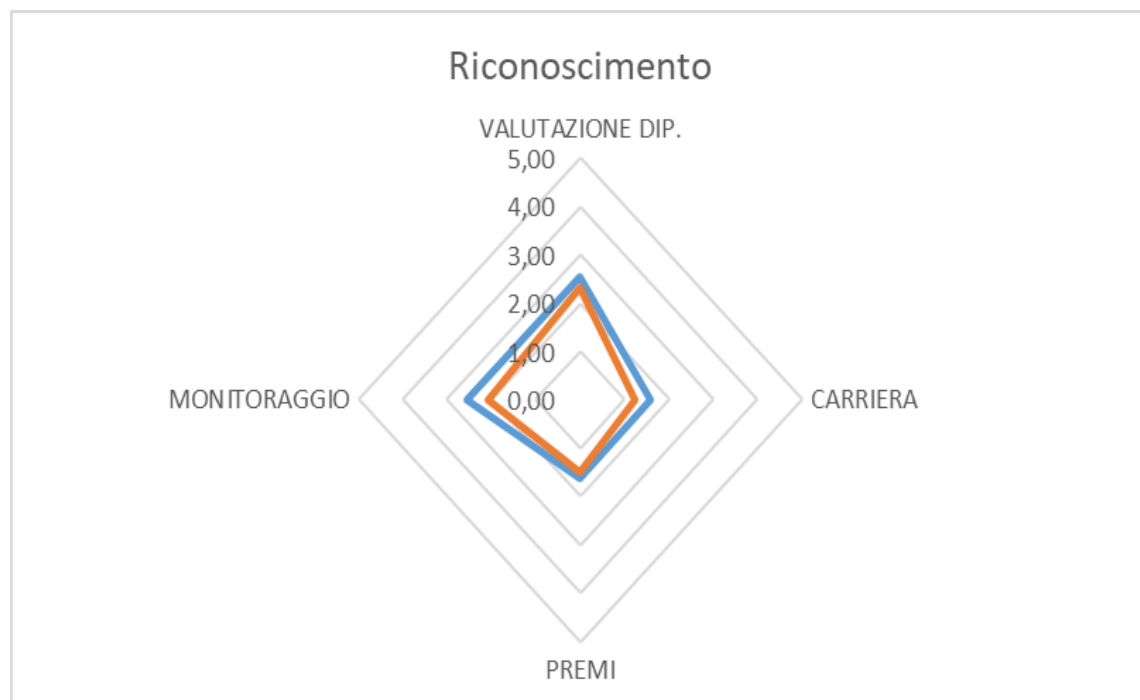 Riconoscimento
VALUTAZIONE DIP.
5,00
4,00
3,00
2,00
1,00
0,00
MONITORAGGIO
CARRIERA
PREMI